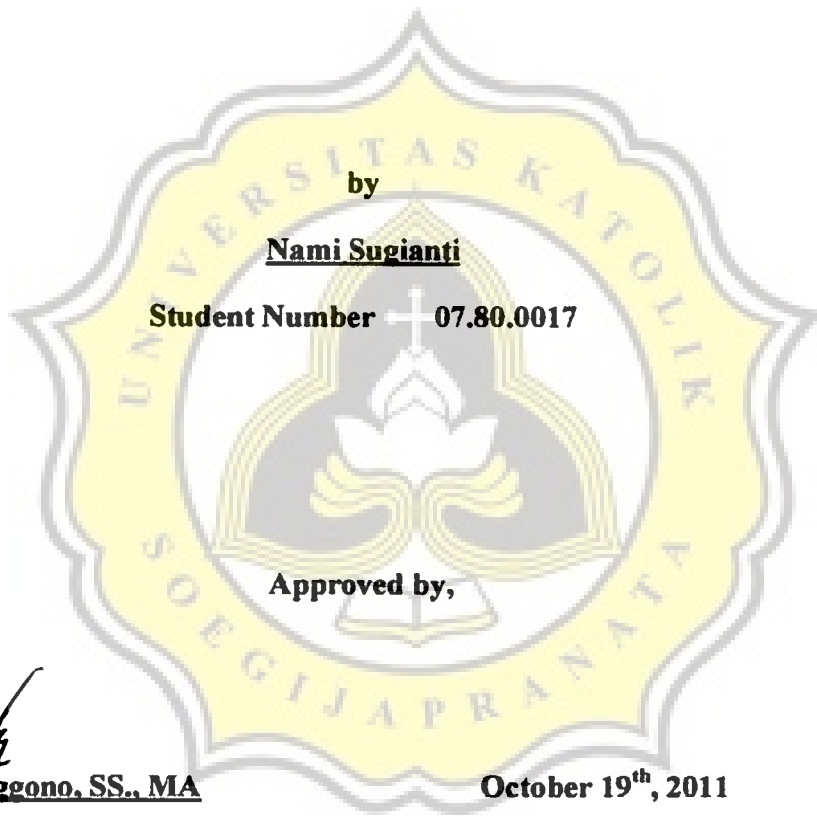 UNIVERSITAS KATOLIK
by
Nami Sugianti
Student Number 07.80.0017
Approved by,
SOEGIJAPRANATA
ggono, SS., MA October 19th, 2011